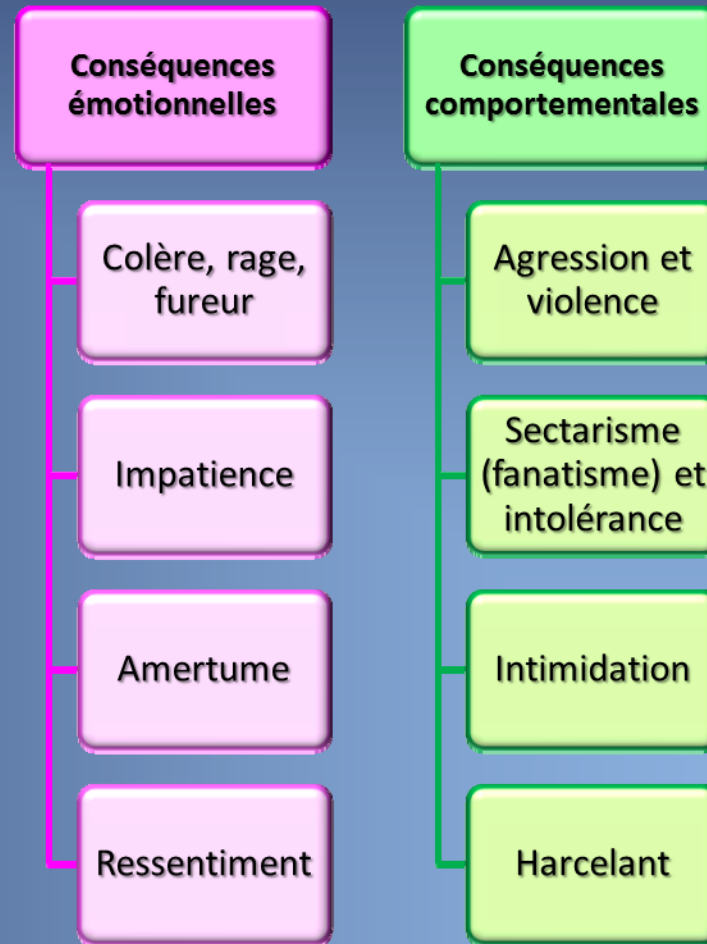 Conséquences
émotionnelles
Colère, rage,
fureur
Impatience
Amertume
Ressentiment
Conséquences
comportementales
Agression et
violence
Sectarisme
(fanatisme) et
intolérance
Intimidation
Harcelant